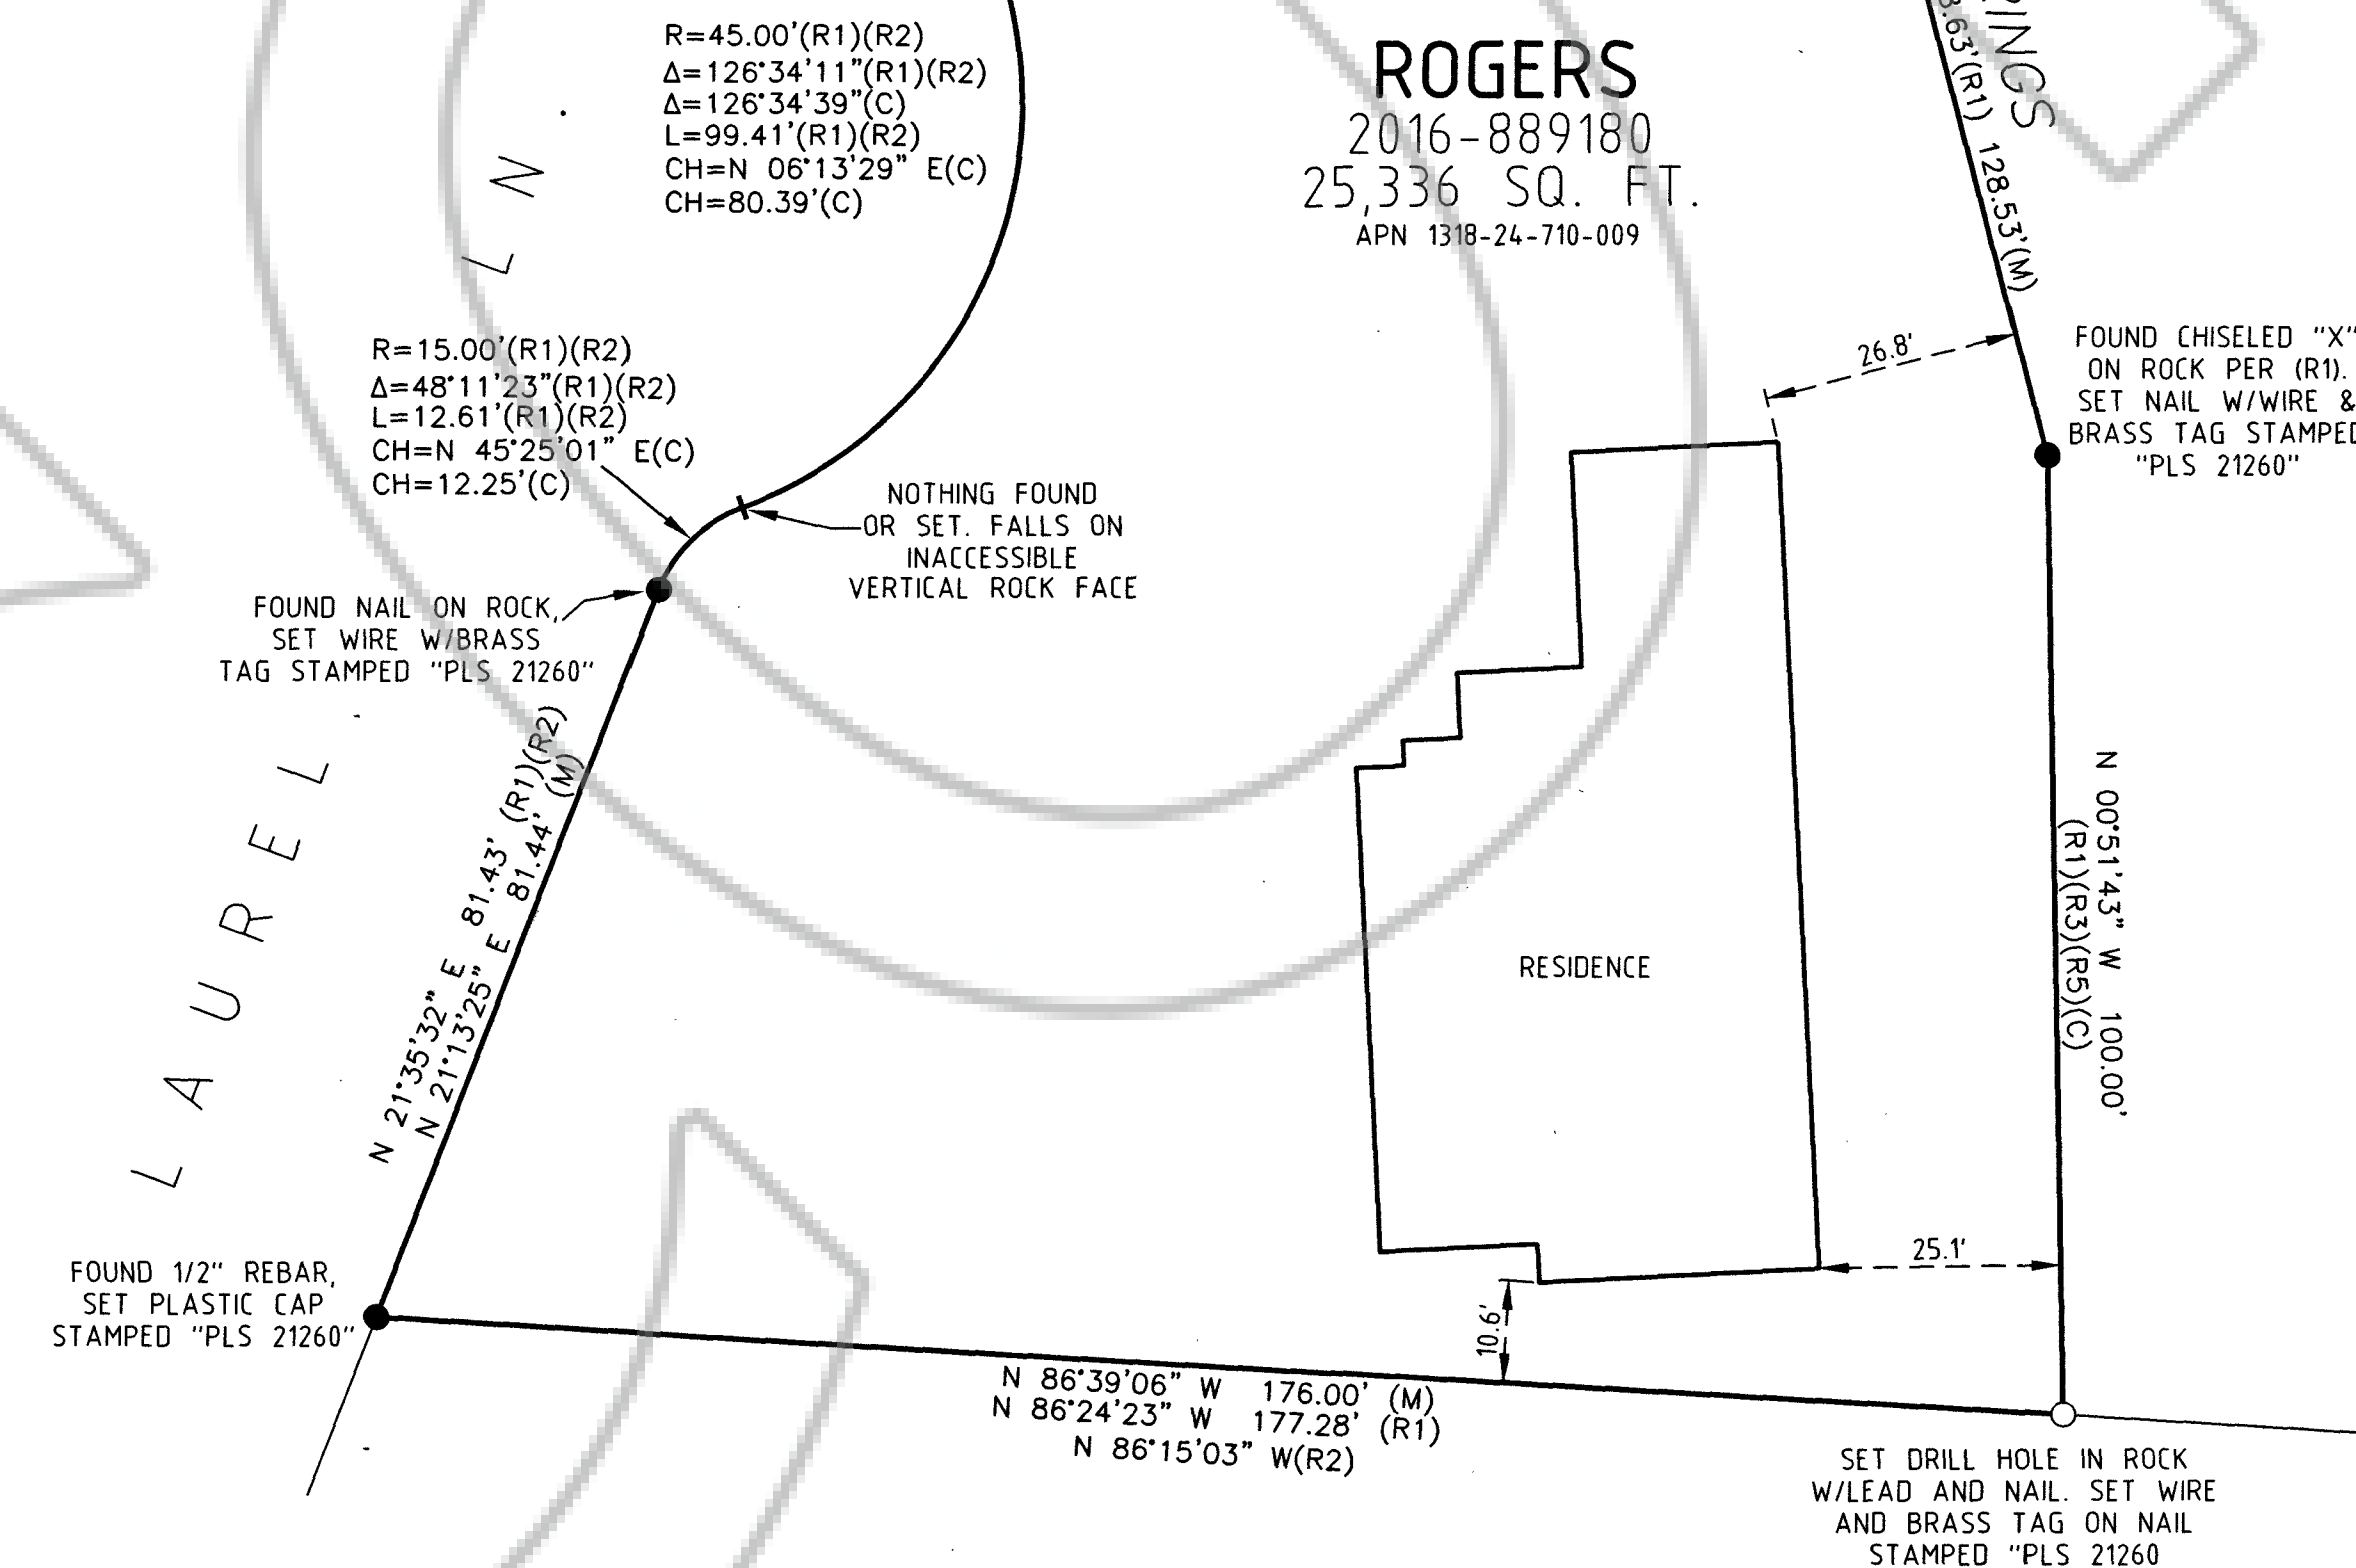 R=45.00'(R1)(R2)
Δ=126°34'11"(R1)(R2)
Δ=126°34'39"(C)
L=99.41'(R1)(R2)
CH=N 06°13'29" E(C)
CH=80.39'(C)
ROGERS
2016-889180
25,336 SQ. FT.
APN 1318-24-710-009
3.63'(R1) 128.53'(M)
INGS
LAUREL LN
R=15.00'(R1)(R2)
Δ=48°11'23"(R1)(R2)
L=12.61'(R1)(R2)
CH=N 45°25'01" E(C)
CH=12.25'(C)
26.8'
FOUND CHISELED "X"
ON ROCK PER (R1).
SET NAIL W/WIRE &
BRASS TAG STAMPED
"PLS 21260"
NOTHING FOUND
OR SET. FALLS ON
INACCESSIBLE
VERTICAL ROCK FACE
FOUND NAIL ON ROCK,
SET WIRE W/BRASS
TAG STAMPED "PLS 21260"
N 21°35'32" E 81.43' (R1)(R2)
N 21°13'25" E 81.44' (M)
RESIDENCE
N 00°51'43" W 100.00'
(R1)(R3)(R5)(C)
25.1'
10.6'
FOUND 1/2" REBAR,
SET PLASTIC CAP
STAMPED "PLS 21260"
N 86°39'06" W 176.00' (M)
N 86°24'23" W 177.28' (R1)
N 86°15'03" W(R2)
SET DRILL HOLE IN ROCK
W/LEAD AND NAIL. SET WIRE
AND BRASS TAG ON NAIL
STAMPED "PLS 21260